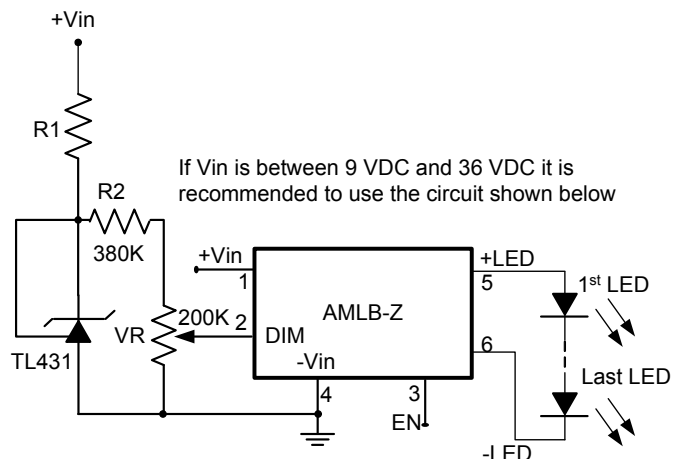 +Vin
R1
If Vin is between 9 VDC and 36 VDC it is
recommended to use the circuit shown below
R2
380K
+Vin
1
+LED
5
1st LED
200K
2
VR
DIM
AMLB-Z
TL431
-Vin
6
4
3
EN
Last LED
-LED